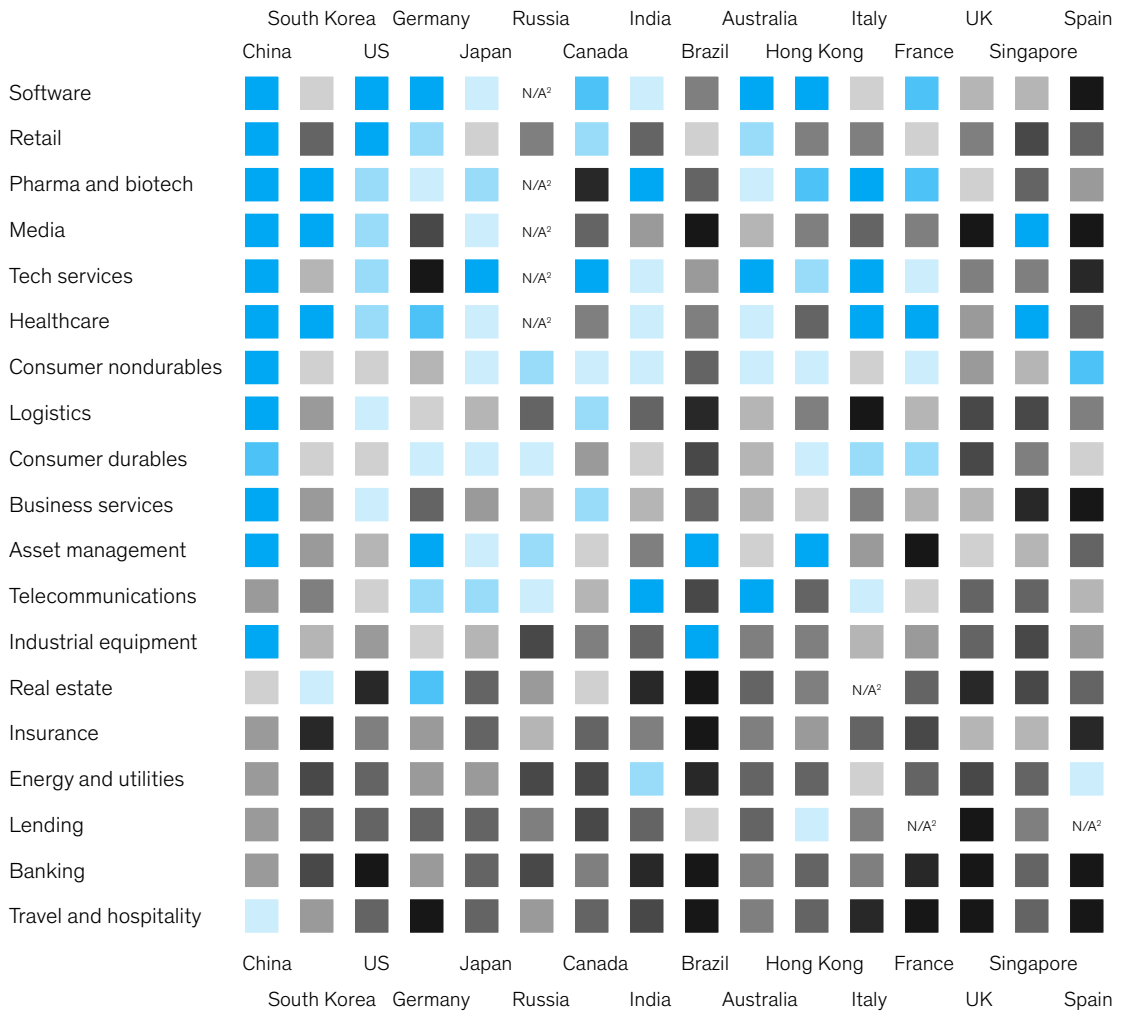 South Korea Germany Russia India Australia Italy UK Spain
China US Japan Canada Brazil Hong Kong France Singapore
Software N/A²
Retail
Pharma and biotech N/A²
Media N/A²
Tech services N/A²
Healthcare N/A²
Consumer nondurables
Logistics
Consumer durables
Business services
Asset management
Telecommunications
Industrial equipment
Real estate N/A²
Insurance
Energy and utilities
Lending N/A² N/A²
Banking
Travel and hospitality
China US Japan Canada Brazil Hong Kong France Singapore
South Korea Germany Russia India Australia Italy UK Spain